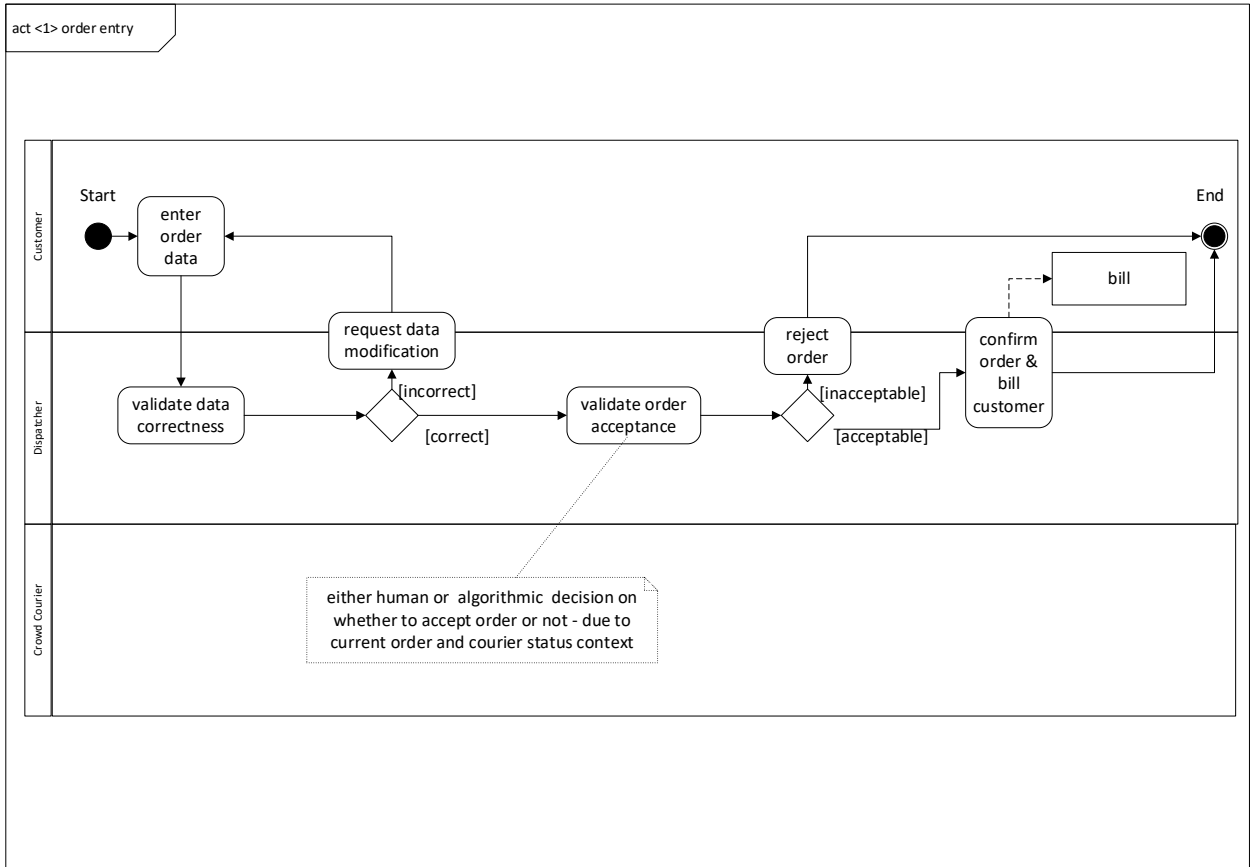 act <1> order entry
Start
End
Customer
enter
order
data
bill
request data
modification
reject
order
confirm
order &
bill
customer
Dispatcher
validate data
correctness
[incorrect]
[correct]
validate order
acceptance
[inacceptable]
[acceptable]
Crowd Courier
either human or algorithmic decision on
whether to accept order or not - due to
current order and courier status context